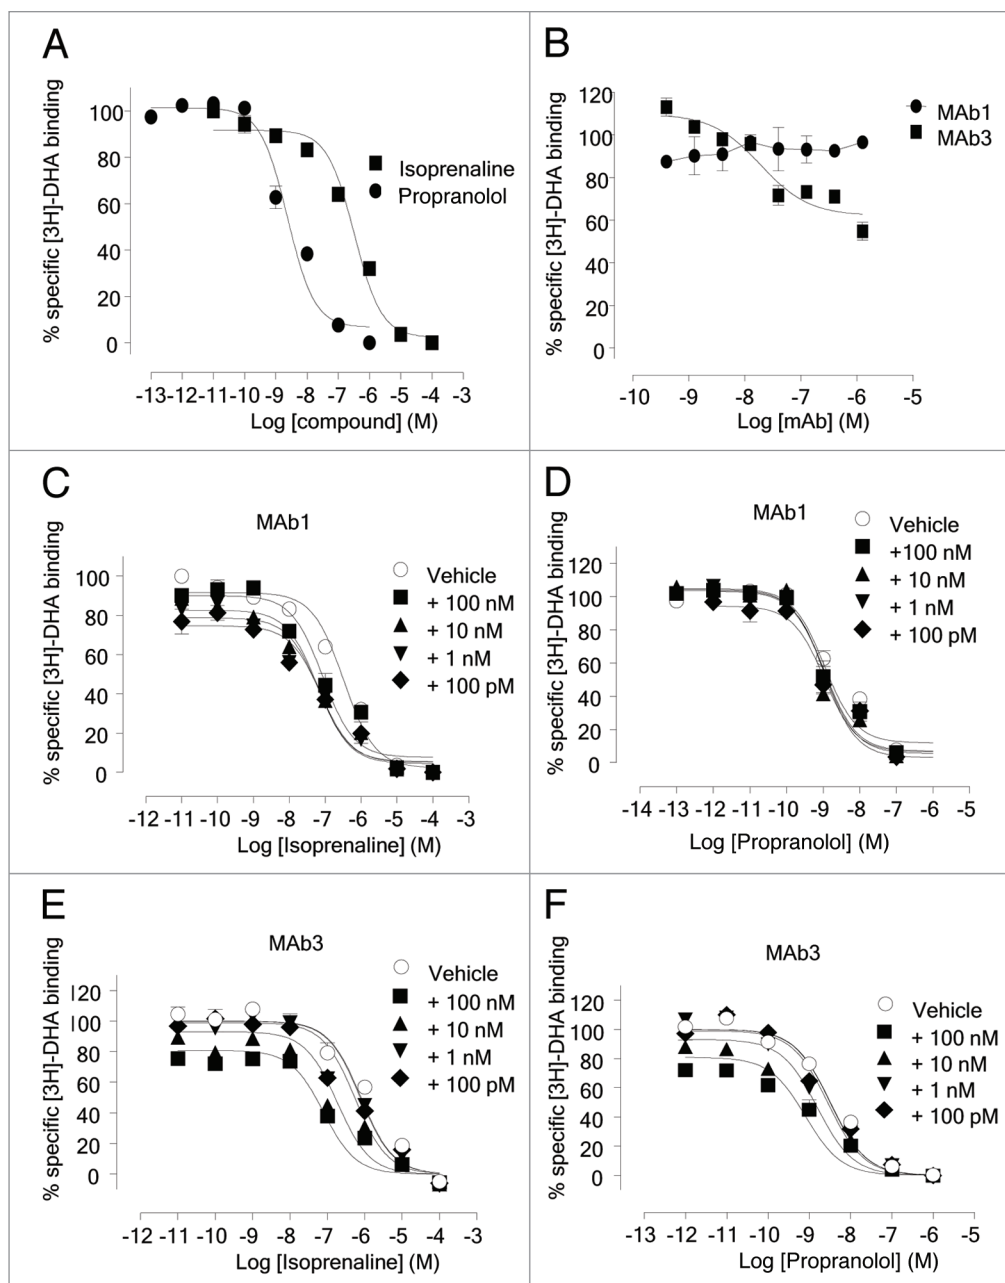 A
% specific [3H]-DHA binding
100
80
60
40
20
0
-13-12-11-10 -9 -8 -7 -6 -5 -4 -3
Log [compound] (M)
Isoprenaline
Propranolol
B
% specific [3H]-DHA binding
120
100
80
60
40
20
0
-10 -9 -8 -7 -6 -5
Log [mAb] (M)
MAb1
MAb3
C
MAb1
% specific [3H]-DHA binding
100
80
60
40
20
0
-12 -11 -10 -9 -8 -7 -6 -5 -4 -3
Log [Isoprenaline] (M)
Vehicle
+ 100 nM
+ 10 nM
+ 1 nM
+ 100 pM
D
MAb1
% specific [3H]-DHA binding
120
100
80
60
40
20
0
-14 -13 -12 -11 -10 -9 -8 -7 -6 -5
Log [Propranolol] (M)
Vehicle
+100 nM
+ 10 nM
+ 1 nM
+ 100 pM
E
MAb3
% specific [3H]-DHA binding
120
100
80
60
40
20
0
-12 -11 -10 -9 -8 -7 -6 -5 -4 -3
Log [Isoprenaline] (M)
Vehicle
+ 100 nM
+ 10 nM
+ 1 nM
+ 100 pM
F
MAb3
% specific [3H]-DHA binding
120
100
80
60
40
20
0
-13 -12 -11 -10 -9 -8 -7 -6 -5
Log [Propranolol] (M)
Vehicle
+ 100 nM
+ 10 nM
+ 1 nM
+ 100 pM